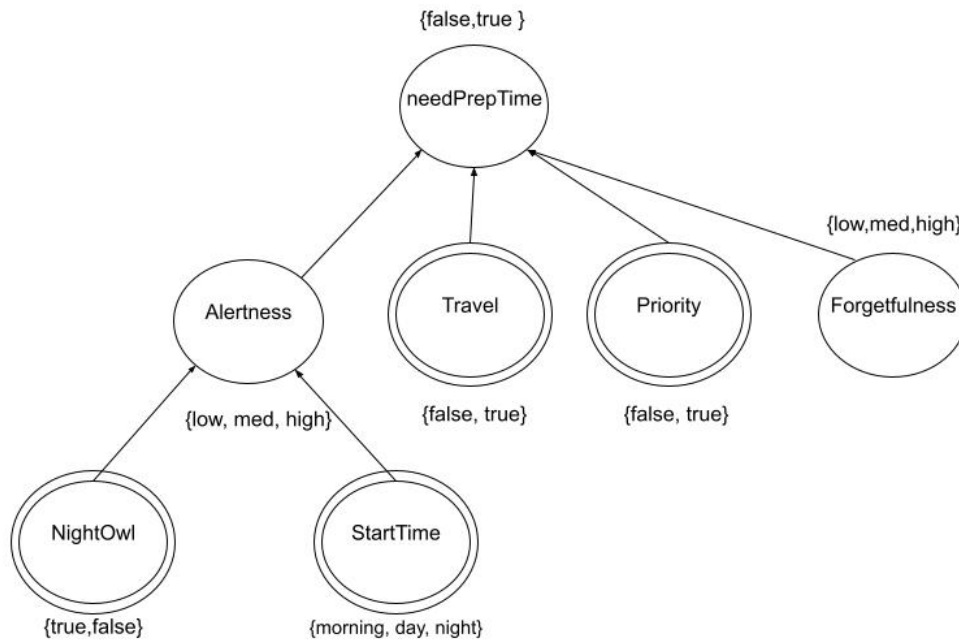 {false,true }
needPrepTime
{low,med,high}
Alertness
Travel
Priority
Forgetfulness
{low, med, high}
{false, true}
{false, true}
NightOwl
StartTime
{true,false}
{morning, day, night}